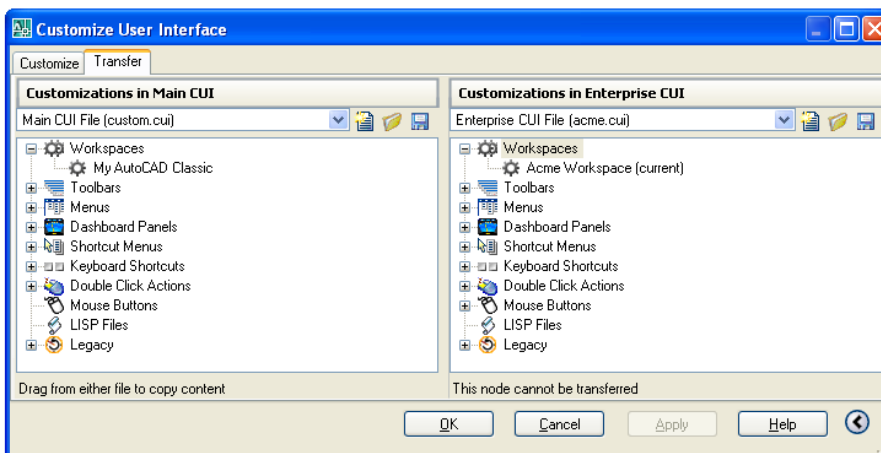 Customize User Interface
Customize Transfer
Customizations in Main CUI
Main CUI File (custom.cui)
Workspaces
My AutoCAD Classic
Toolbars
Menus
Dashboard Panels
Shortcut Menus
Keyboard Shortcuts
Double Click Actions
Mouse Buttons
LISP Files
Legacy
Drag from either file to copy content
Customizations in Enterprise CUI
Enterprise CUI File (acme.cui)
Workspaces
Acme Workspace (current)
Toolbars
Menus
Dashboard Panels
Shortcut Menus
Keyboard Shortcuts
Double Click Actions
Mouse Buttons
LISP Files
Legacy
This node cannot be transferred
OK Cancel Apply Help